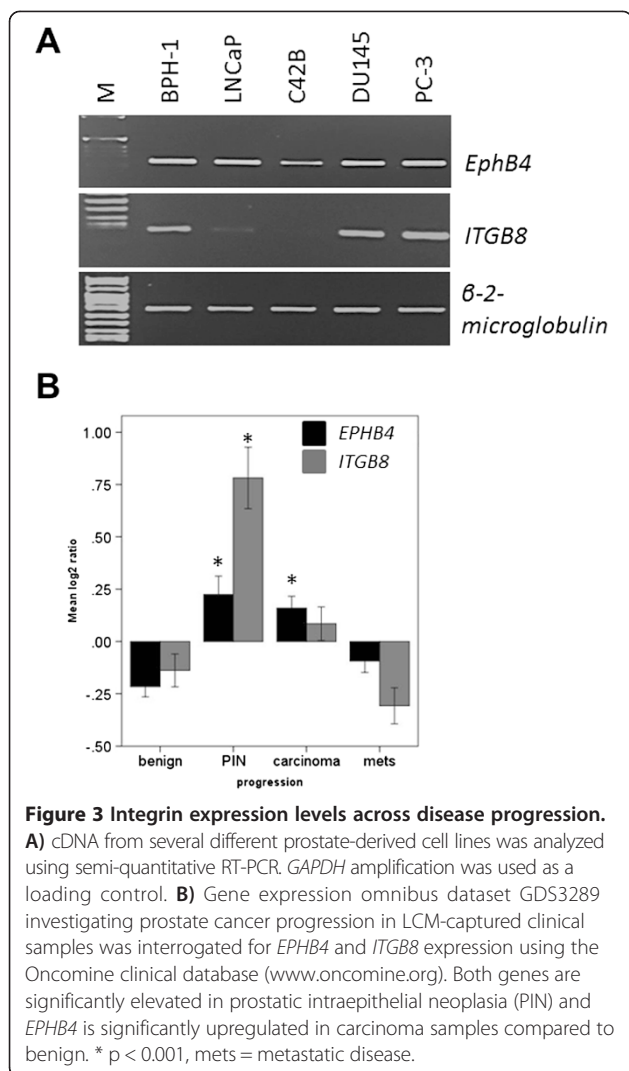 A
M
BPH-1
LNCaP
C42B
DU145
PC-3
EphB4
ITGB8
β-2-
microglobulin
B
EPHB4
ITGB8
1.00
.75
.50
.25
.00
-.25
-.50
Mean log2 ratio
*
*
*
benign PIN carcinoma mets
progression
Figure 3 Integrin expression levels across disease progression.
A) cDNA from several different prostate-derived cell lines was analyzed
using semi-quantitative RT-PCR. GAPDH amplification was used as a
loading control. B) Gene expression omnibus dataset GDS3289
investigating prostate cancer progression in LCM-captured clinical
samples was interrogated for EPHB4 and ITGB8 expression using the
Oncomine clinical database (www.oncomine.org). Both genes are
significantly elevated in prostatic intraepithelial neoplasia (PIN) and
EPHB4 is significantly upregulated in carcinoma samples compared to
benign. * p < 0.001, mets = metastatic disease.